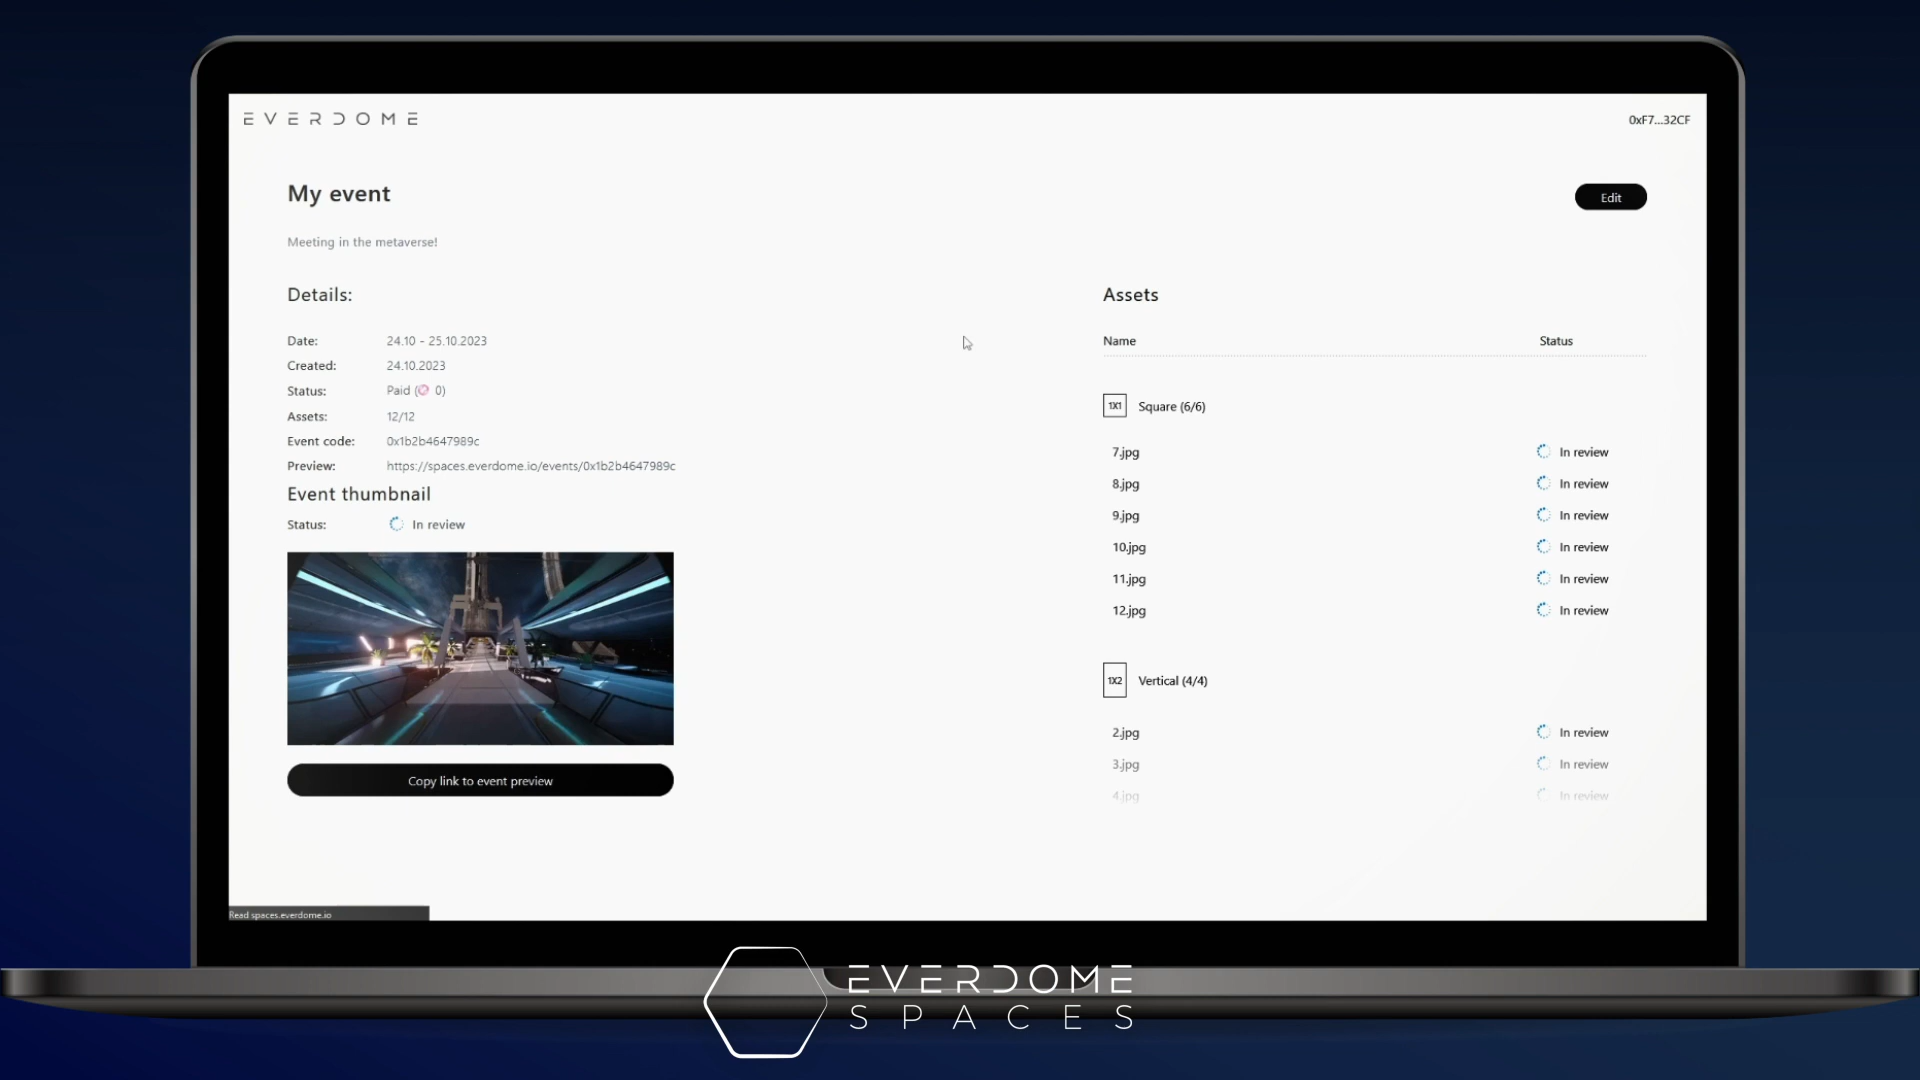 EVERDOME
0xF7...32CF
My event
Edit
Meeting in the metaverse!
Details:
Date: 24.10 - 25.10.2023
Created: 24.10.2023
Status: Paid ( 0)
Assets: 12/12
Event code: 0x1b2b4647989c
Preview: https://spaces.everdome.io/events/0x1b2b4647989c
Event thumbnail
Status: In review
Copy link to event preview
Assets
Name Status
1X1 Square (6/6)
7.jpg In review
8.jpg In review
9.jpg In review
10.jpg In review
11.jpg In review
12.jpg In review
1X2 Vertical (4/4)
2.jpg In review
3.jpg In review
4.jpg In review
Read spaces.everdome.io
EVERDOME
SPACES